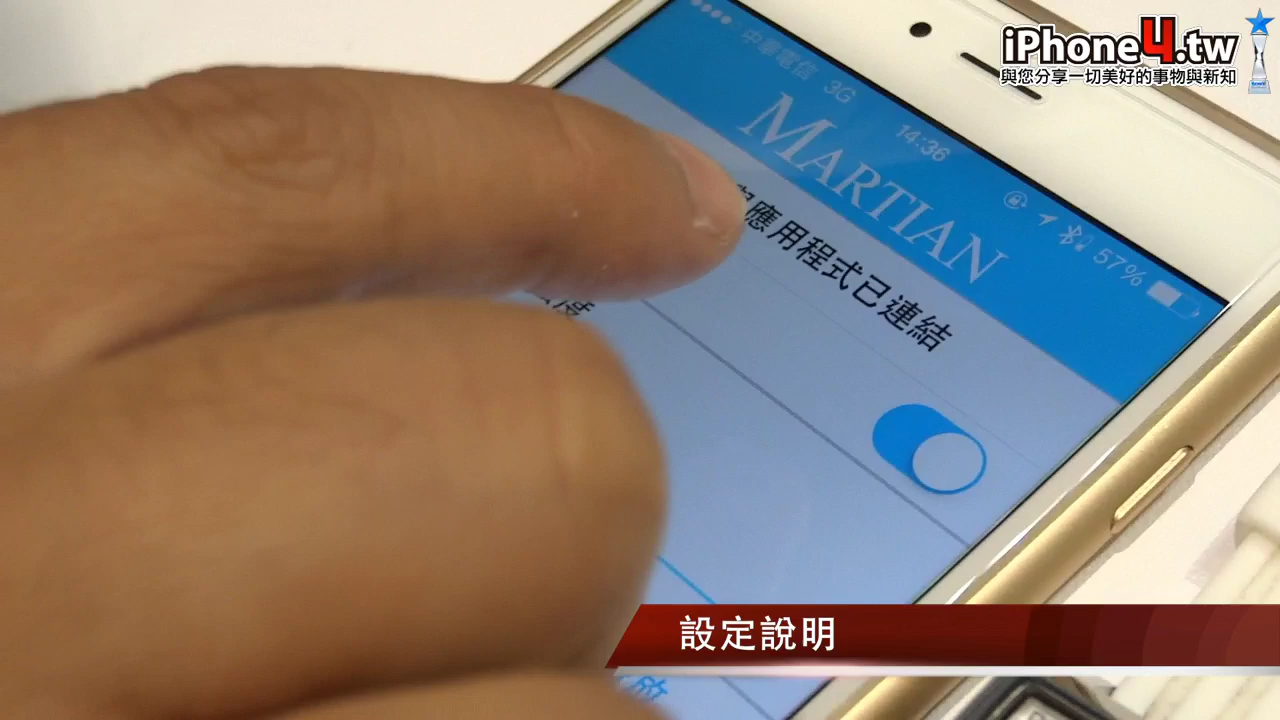 iPhone4.tw
與您分享一切美好的事物與新知
中華電信 3G 14:36 57%
MARTIAN
應用程式已連結
度
設定說明